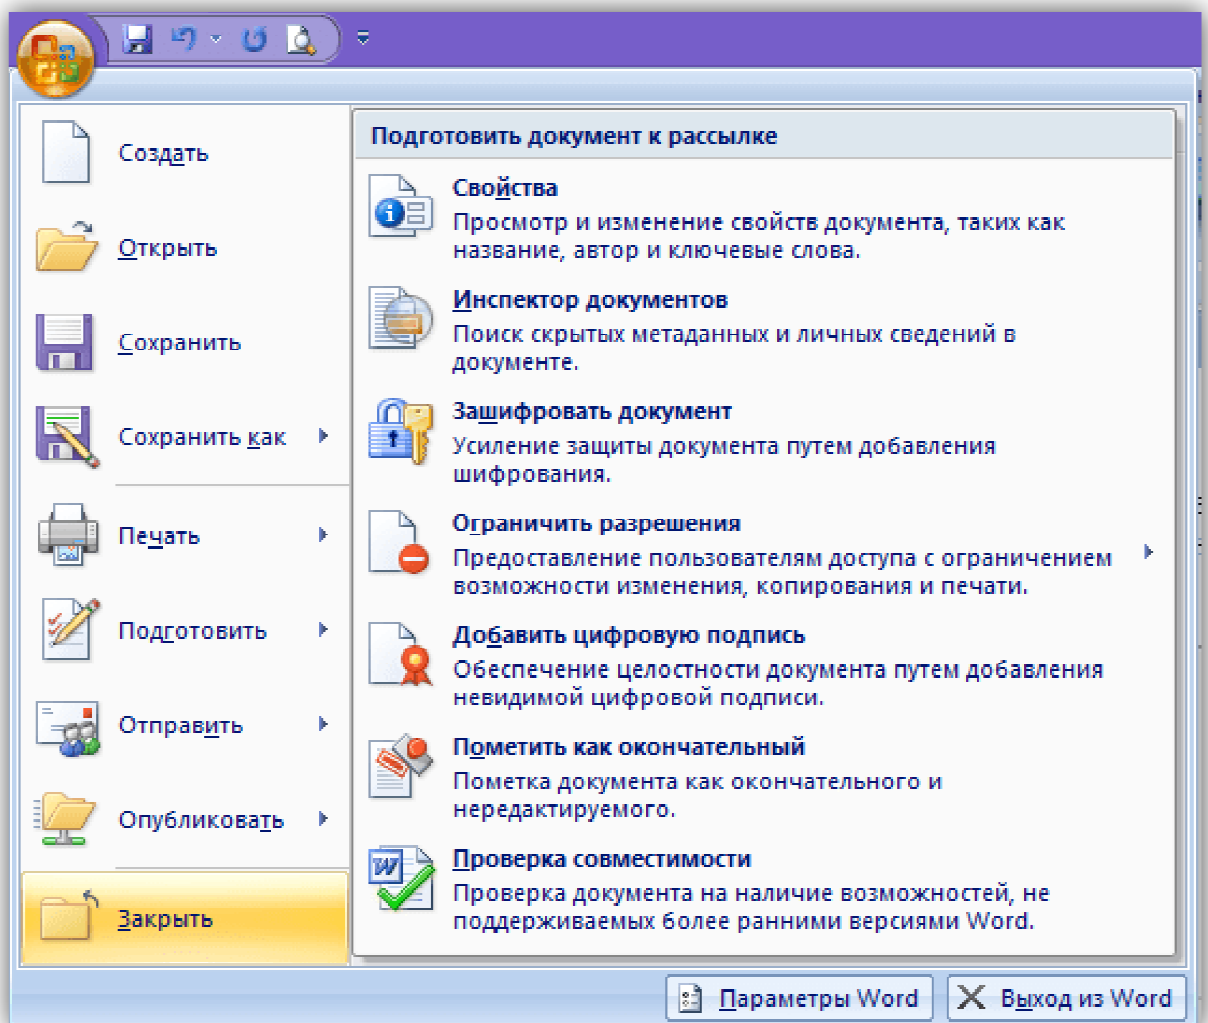 Создать
Открыть
Сохранить
Сохранить как
Печать
Подготовить
Отправить
Опубликовать
Закрыть
Подготовить документ к рассылке
Свойства
Просмотр и изменение свойств документа, таких как
название, автор и ключевые слова.
Инспектор документов
Поиск скрытых метаданных и личных сведений в
документе.
Зашифровать документ
Усиление защиты документа путем добавления
шифрования.
Ограничить разрешения
Предоставление пользователям доступа с ограничением
возможности изменения, копирования и печати.
Добавить цифровую подпись
Обеспечение целостности документа путем добавления
невидимой цифровой подписи.
Пометить как окончательный
Пометка документа как окончательного и
нередактируемого.
Проверка совместимости
Проверка документа на наличие возможностей, не
поддерживаемых более ранними версиями Word.
Параметры Word
Выход из Word